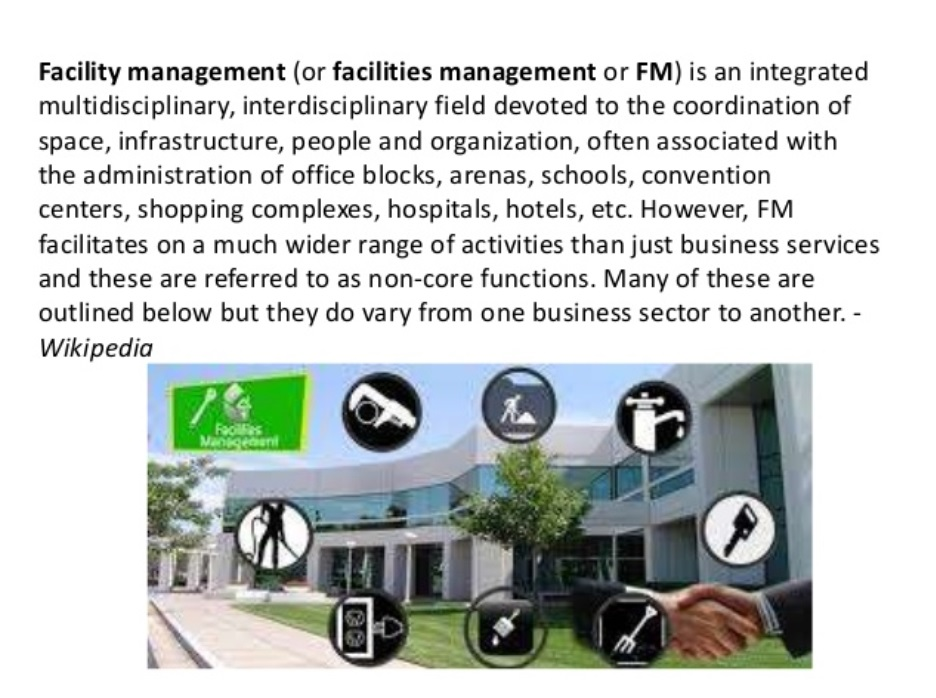 Facility management (or facilities management or FM) is an integrated
multidisciplinary, interdisciplinary field devoted to the coordination of
space, infrastructure, people and organization, often associated with
the administration of office blocks, arenas, schools, convention
centers, shopping complexes, hospitals, hotels, etc. However, FM
facilitates on a much wider range of activities than just business services
and these are referred to as non-core functions. Many of these are
outlined below but they do vary from one business sector to another. -
Wikipedia
Facilities
Management